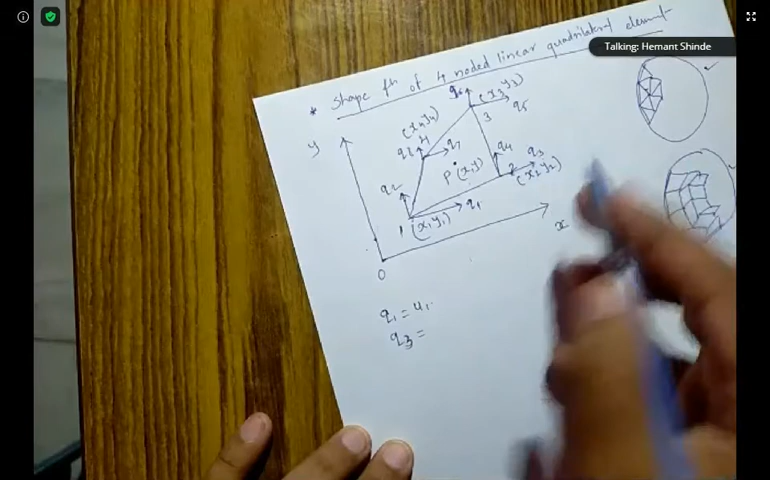 Talking: Hemant Shinde
* Shape fn of 4 noded linear quadrilateral element
y
q6 (x3 y3)
q5
3
(x4 y4)
q8 4 q7
q4 q3
P (x, y)
2 (x2 y2)
q2
q1
1 (x1 y1)
x
0
q1 = u1
q3 =